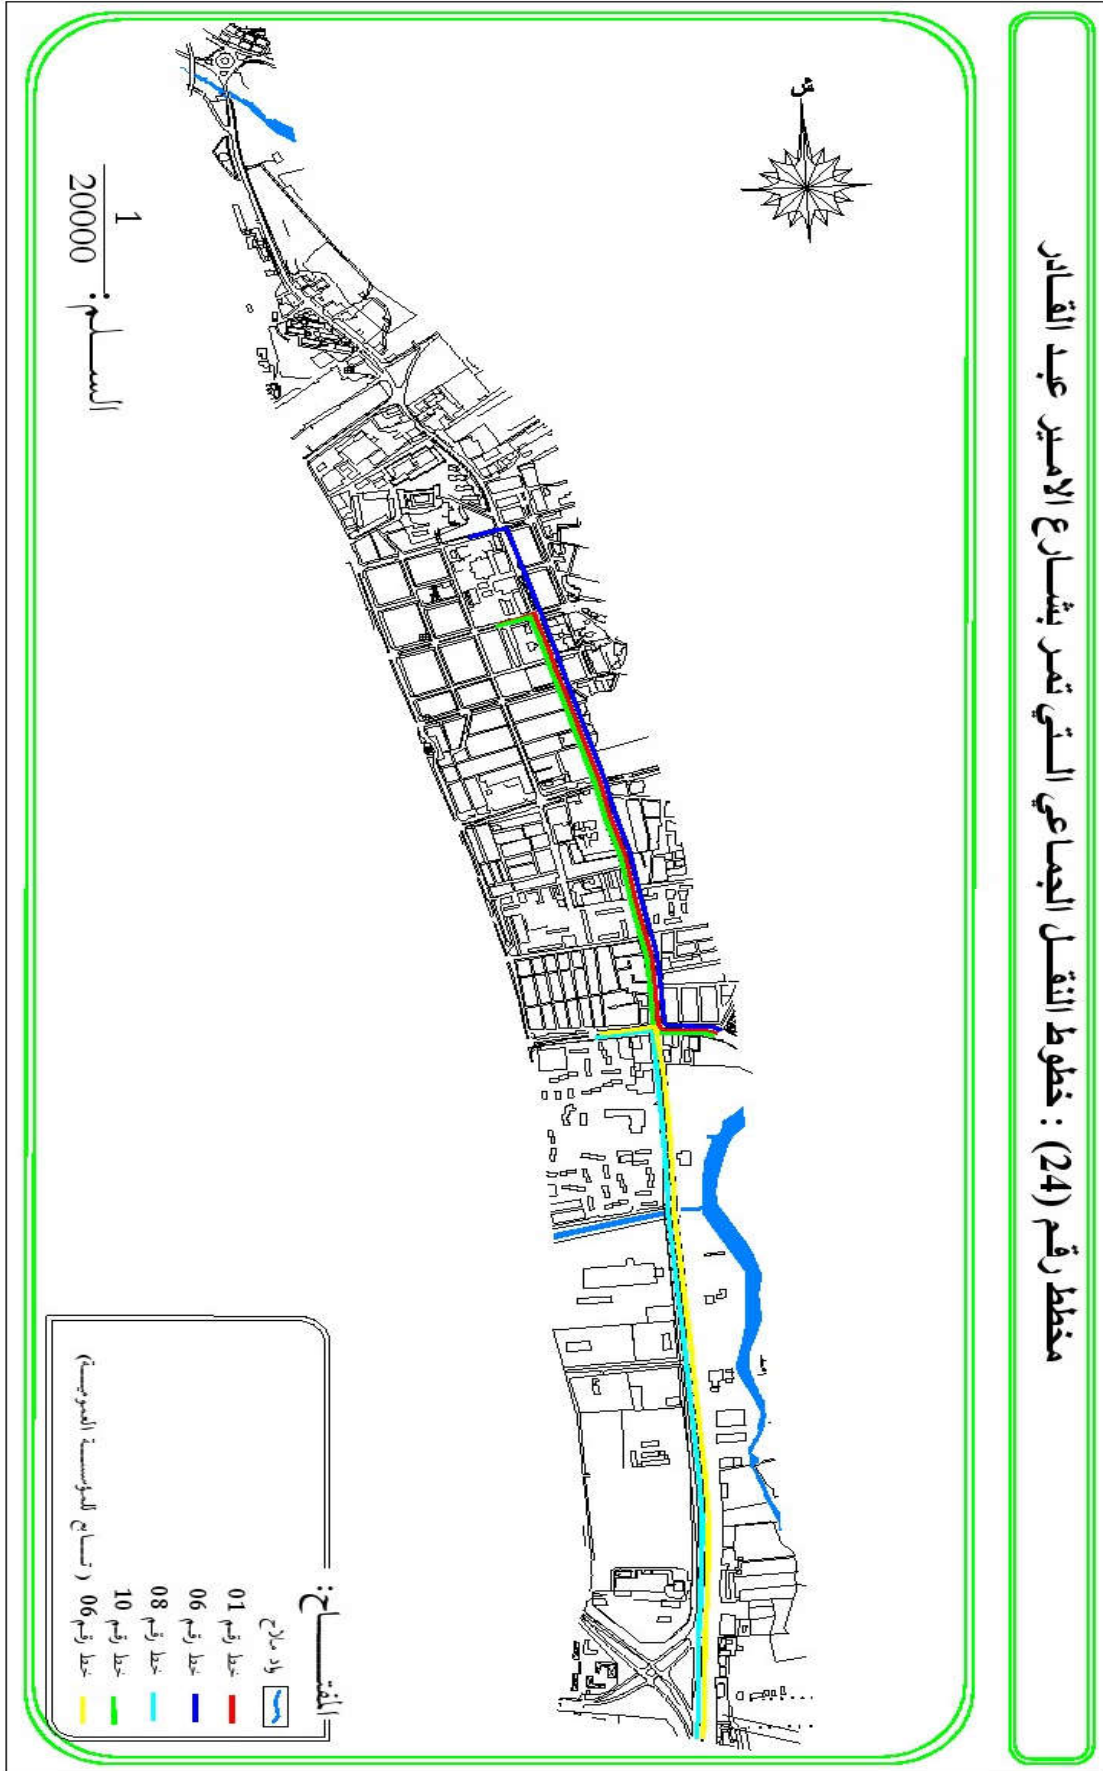 مخطط رقم (24) : خطوط النقل الجماعي التي تمر بشارع الامير عبد القادر
ش
السلم :
1
20000
المفتاح :
واد ملاح
خط رقم 01
خط رقم 06
خط رقم 08
خط رقم 10
خط رقم 06 (تابع للمؤسسة العمومية)